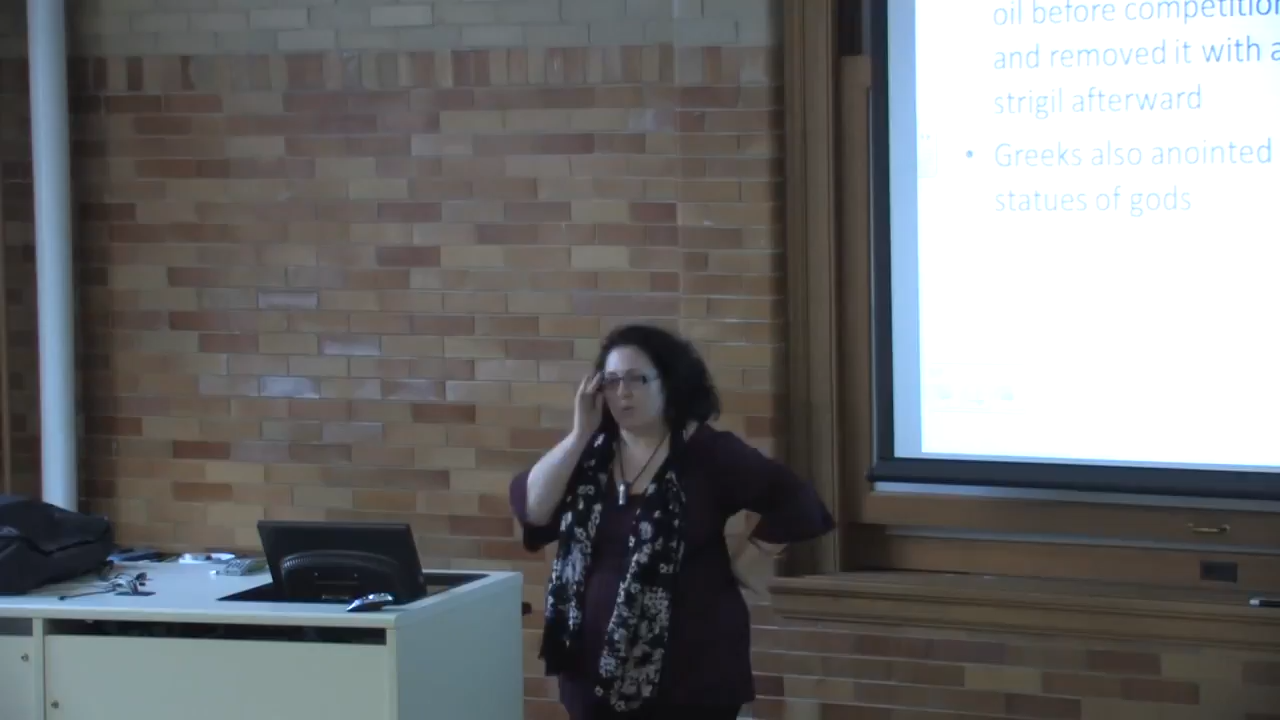 oil before competition
and removed it with a
strigil afterward
• Greeks also anointed
statues of gods